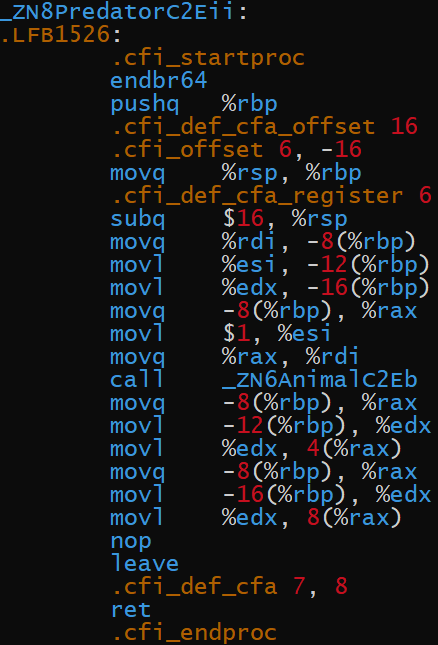 _ZN8PredatorC2Eii:
.LFB1526:
.cfi_startproc
endbr64
pushq %rbp
.cfi_def_cfa_offset 16
.cfi_offset 6, -16
movq %rsp, %rbp
.cfi_def_cfa_register 6
subq $16, %rsp
movq %rdi, -8(%rbp)
movl %esi, -12(%rbp)
movl %edx, -16(%rbp)
movq -8(%rbp), %rax
movl $1, %esi
movq %rax, %rdi
call _ZN6AnimalC2Eb
movq -8(%rbp), %rax
movl -12(%rbp), %edx
movl %edx, 4(%rax)
movq -8(%rbp), %rax
movl -16(%rbp), %edx
movl %edx, 8(%rax)
nop
leave
.cfi_def_cfa 7, 8
ret
.cfi_endproc